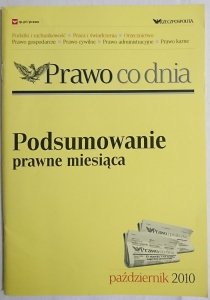 RZECZPOSPOLITA
Podatki i rachunkowość • Praca i świadczenia • Orzecznictwo
Prawo gospodarcze • Prawo cywilne • Prawo administracyjne • Prawo karne
Prawo co dnia
Podsumowanie
prawne miesiąca
październik 2010